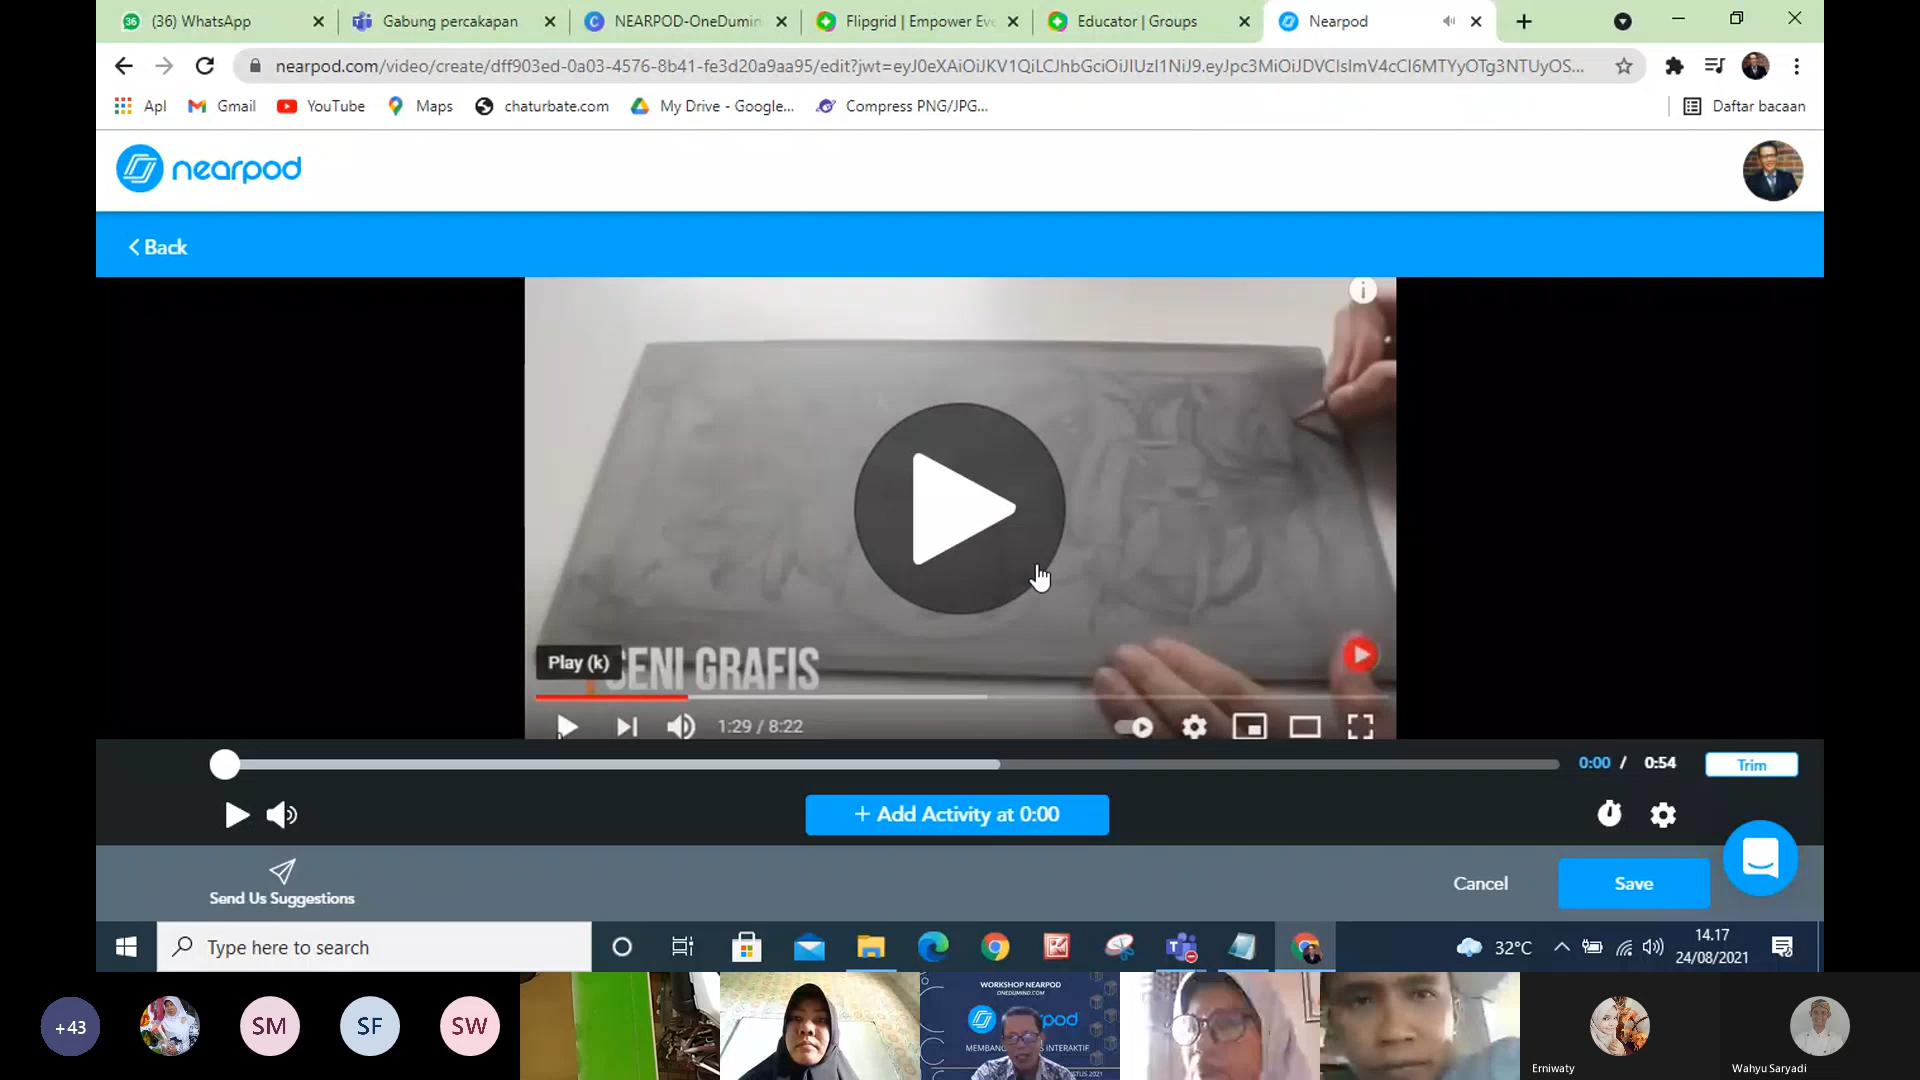 (36) WhatsApp
Gabung percakapan
NEARPOD-OneDumin
Flipgrid | Empower Eve
Educator | Groups
Nearpod
nearpod.com/video/create/dff903ed-0a03-4576-8b41-fe3d20a9aa95/edit?jwt=eyJ0eXAiOiJKV1QiLCJhbGciOiJIUzI1NiJ9.eyJpc3MiOiJDVCIsImV4cCI6MTYyOTg3NTUyOS...
Apl
Gmail
YouTube
Maps
chaturbate.com
My Drive - Google...
Compress PNG/JPG...
Daftar bacaan
nearpod
Back
Play (k)
SENI GRAFIS
1:29 / 8:22
0:00 / 0:54
Trim
+ Add Activity at 0:00
Send Us Suggestions
Cancel
Save
Type here to search
32°C
14.17
24/08/2021
+43
SM
SF
SW
WORKSHOP NEARPOD
ONEDUMIND.COM
Erniwaty
Wahyu Saryadi